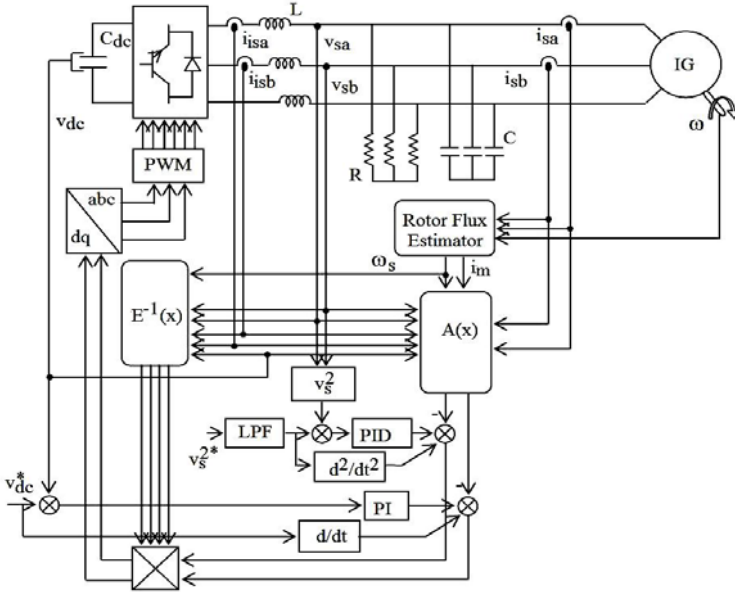 L
C_dc
i_isa
v_sa
i_sa
i_isb
v_sb
i_sb
IG
v_dc
ω
PWM
R
C
abc
dq
Rotor Flux
Estimator
ω_s
i_m
E^-1(x)
A(x)
v_s^2
-
LPF
PID
v_s^2*
d^2/dt^2
-
v_dc^*
PI
d/dt